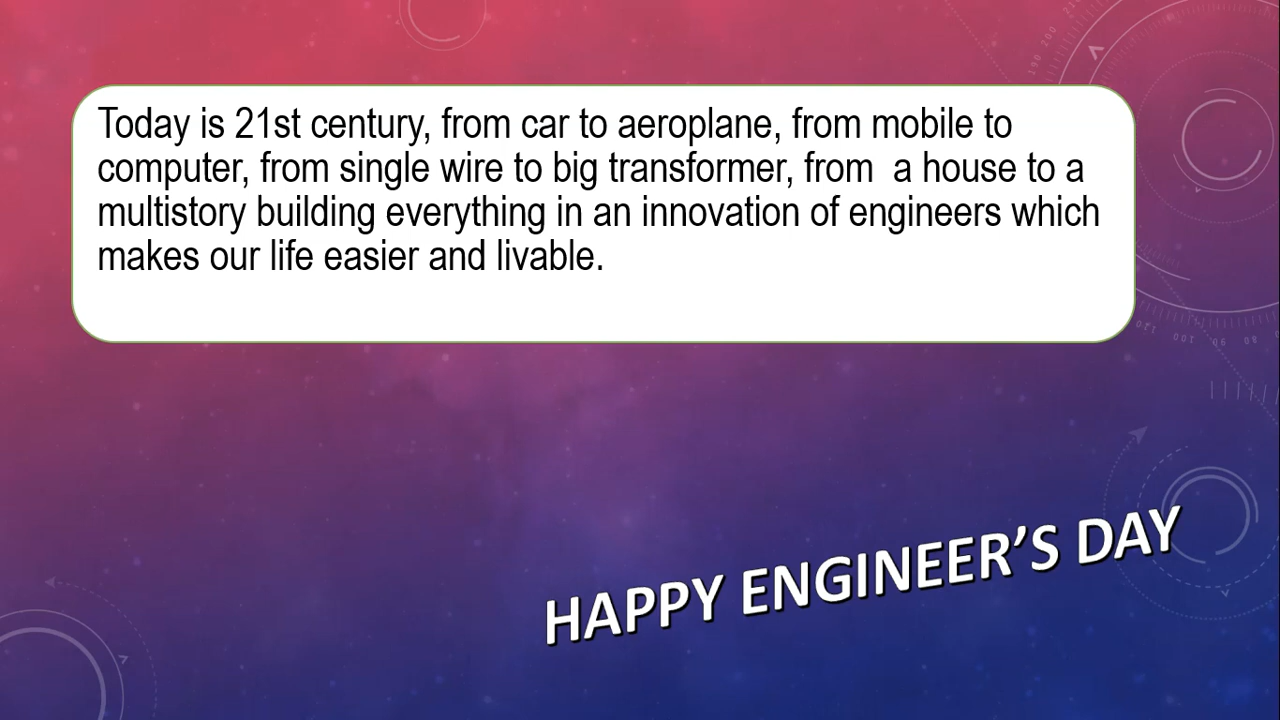 Today is 21st century, from car to aeroplane, from mobile to
computer, from single wire to big transformer, from  a house to a
multistory building everything in an innovation of engineers which
makes our life easier and livable.
HAPPY ENGINEER’S DAY